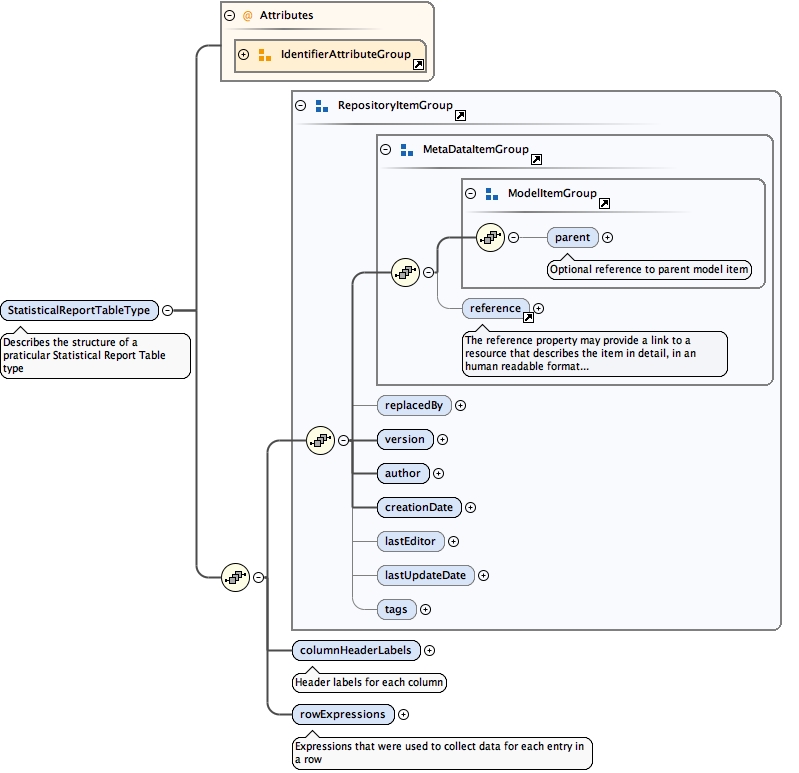 @ Attributes
IdentifierAttributeGroup
RepositoryItemGroup
MetaDataItemGroup
ModelItemGroup
parent
Optional reference to parent model item
reference
The reference property may provide a link to a
resource that describes the item in detail, in an
human readable format...
StatisticalReportTableType
Describes the structure of a
praticular Statistical Report Table
type
replacedBy
version
author
creationDate
lastEditor
lastUpdateDate
tags
columnHeaderLabels
Header labels for each column
rowExpressions
Expressions that were used to collect data for each entry in
a row